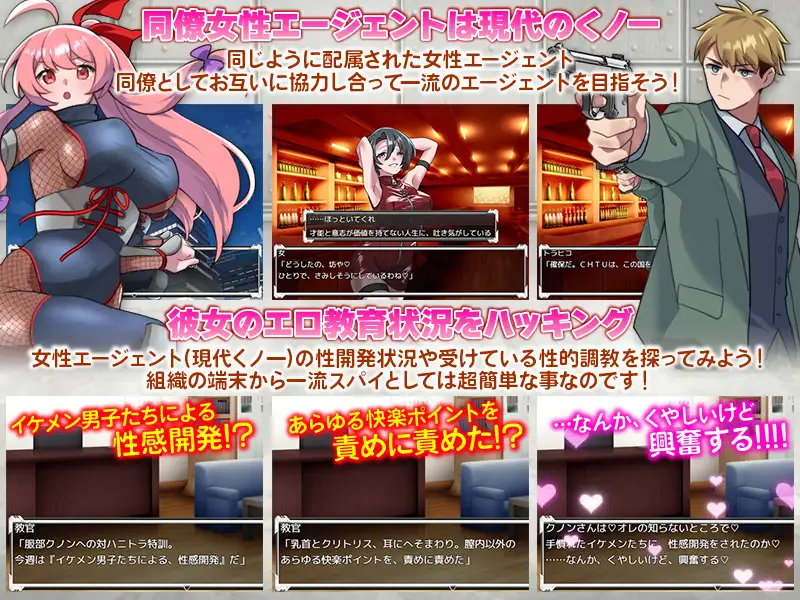 同僚女性エージェントは現代のくノ一
同じように配属された女性エージェント
同僚としてお互いに協力し合って一流のエージェントを目指そう!
……ほっといてくれ
才能と意志が価値を持てない人生に、吐き気がしている
女
「どうしたの、坊や♡
ひとりで、さみしそうにしているわね♡」
トラヒコ
「確保だ。CHTUは、この国を
彼女のエロ教育状況をハッキング
女性エージェント(現代くノ一)の性開発状況や受けている性的調教を探ってみよう!
組織の端末から一流スパイとしては超簡単な事なのです!
イケメン男子たちによる
性感開発!?
教官
「服部クノンへの対ハニトラ特訓。
今週は『イケメン男子たちによる、性感開発』だ」
あらゆる快楽ポイントを
責めに責めた!?
教官
「乳首とクリトリス、耳にへそまわり。膣内以外の
あらゆる快楽ポイントを、責めに責めた」
…なんか、くやしいけど
興奮する!!!!
クノンさんは♡オレの知らないところで♡
手慣れたイケメンたちに、性感開発をされたのか♡
……なんか、くやしいけど、興奮する♡